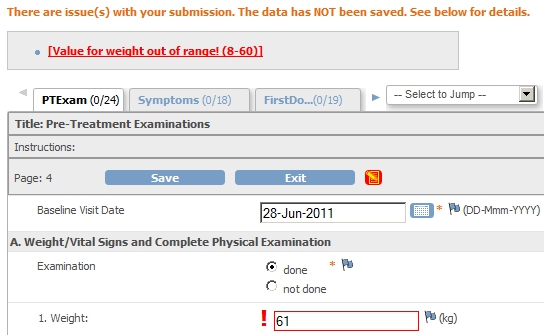 There are issue(s) with your submission. The data has NOT been saved. See below for details.
[Value for weight out of range! (8-60)]
PTExam (0/24) Symptoms (0/18) FirstDo...(0/19) -- Select to Jump --
Title: Pre-Treatment Examinations
Instructions:
Page: 4 Save Exit
Baseline Visit Date 28-Jun-2011 * (DD-Mmm-YYYY)
A. Weight/Vital Signs and Complete Physical Examination
Examination done *
not done
1. Weight: ! 61 (kg)